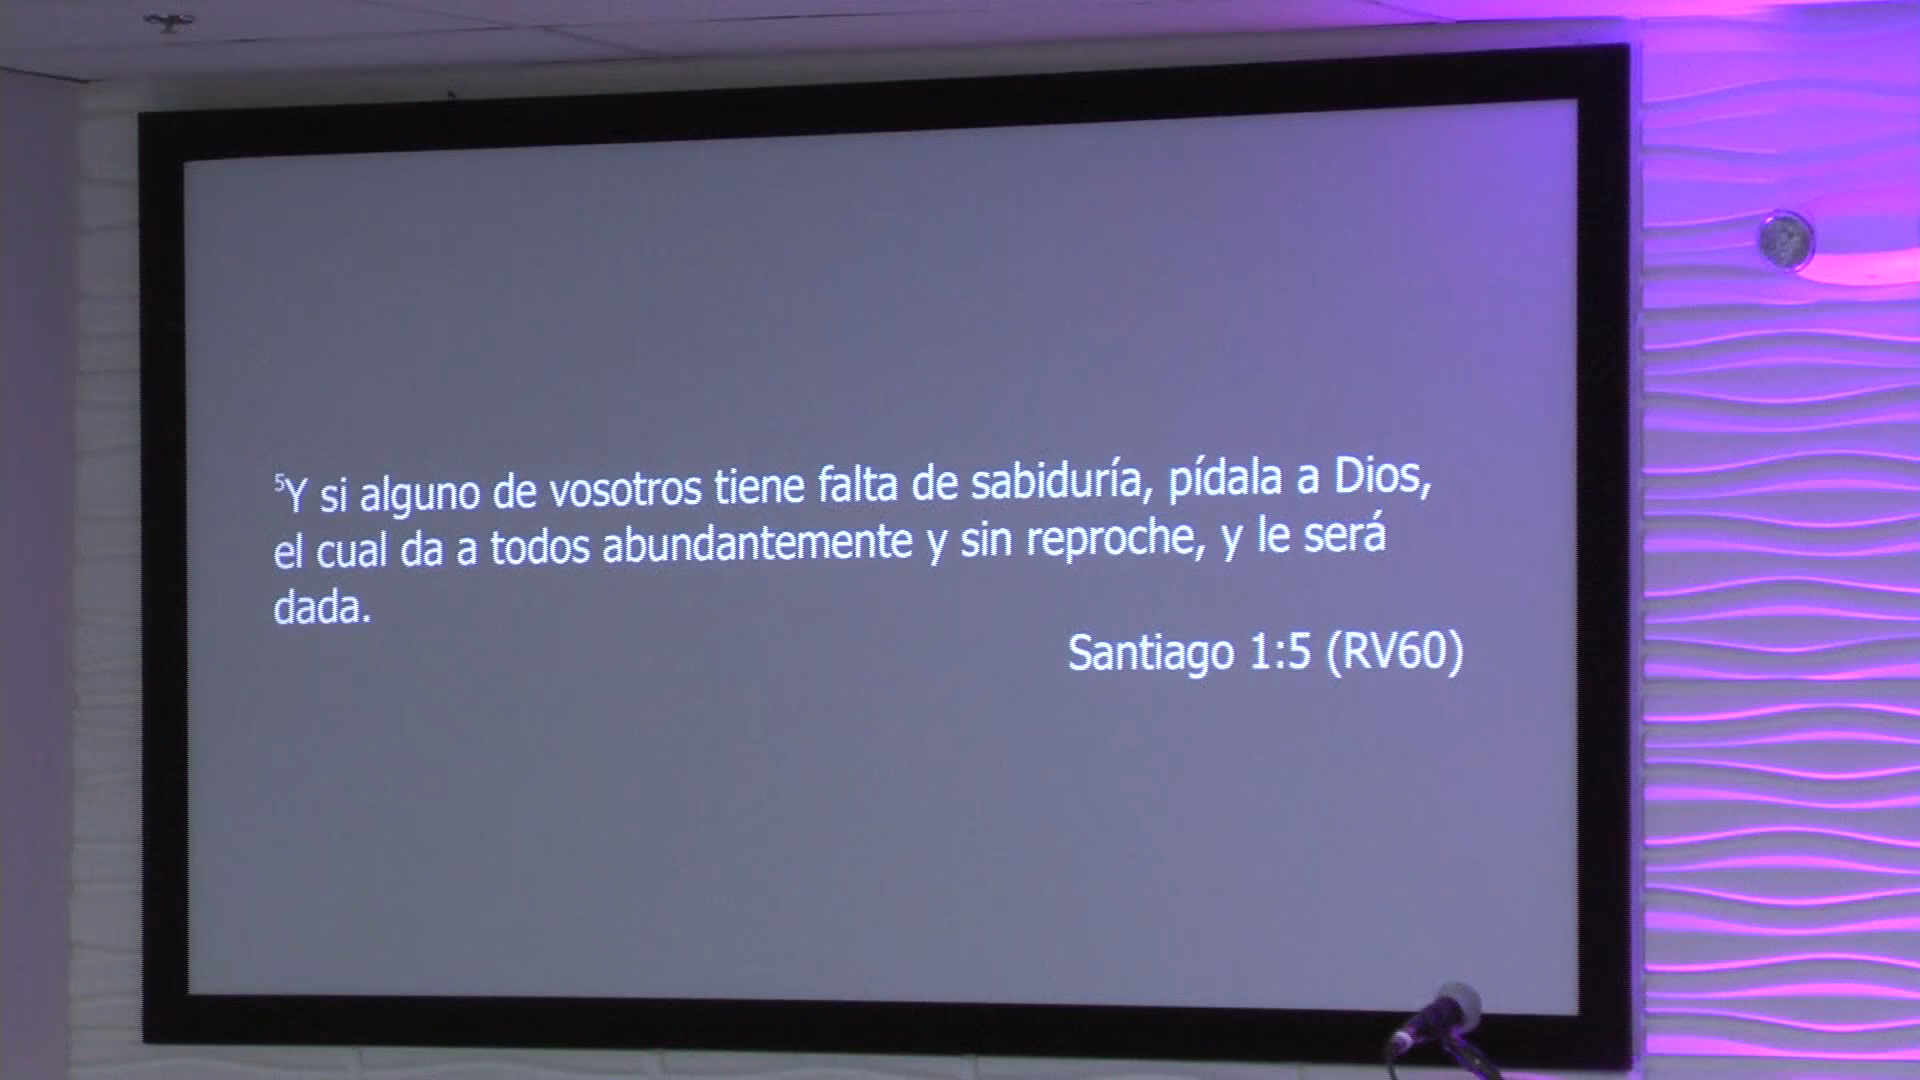 ⁵Y si alguno de vosotros tiene falta de sabiduría, pídala a Dios,
el cual da a todos abundantemente y sin reproche, y le será
dada.
Santiago 1:5 (RV60)